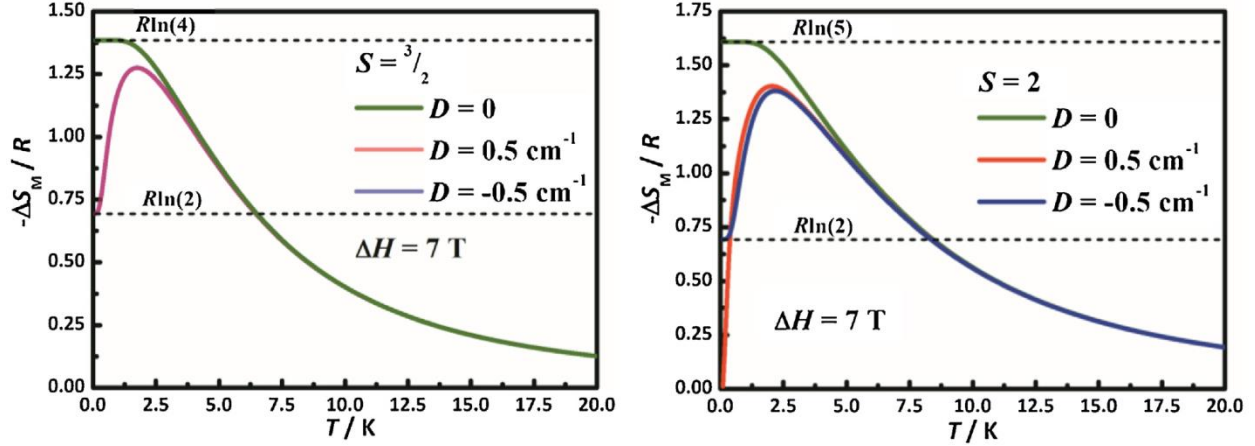 1.50
Rln(4)
1.25
S = 3/2
D = 0
1.00
D = 0.5 cm-1
-ΔSM / R
0.75
D = -0.5 cm-1
Rln(2)
0.50
ΔH = 7 T
0.25
0.00
0.0 2.5 5.0 7.5 10.0 12.5 15.0 17.5 20.0
T / K
1.75
Rln(5)
1.50
S = 2
1.25
D = 0
D = 0.5 cm-1
1.00
-ΔSM / R
D = -0.5 cm-1
0.75
Rln(2)
0.50
ΔH = 7 T
0.25
0.00
0.0 2.5 5.0 7.5 10.0 12.5 15.0 17.5 20.0
T / K